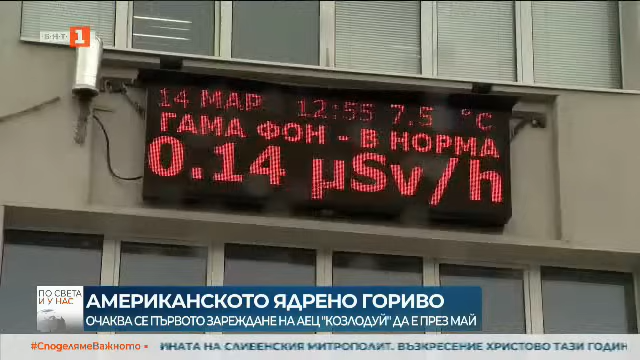 БНТ 1
14 МАР. 12:55 7.5 °C
ГАМА ФОН - В НОРМА
0.14 µSv/h
ПО СВЕТА
И У НАС
АМЕРИКАНСКОТО ЯДРЕНО ГОРИВО
ОЧАКВА СЕ ПЪРВОТО ЗАРЕЖДАНЕ НА АЕЦ "КОЗЛОДУЙ" ДА Е ПРЕЗ МАЙ
#СподелямеВажното • ИНАТА НА СЛИВЕНСКИЯ МИТРОПОЛИТ. ВЪЗКРЕСЕНИЕ ХРИСТОВО ТАЗИ ГОДИН